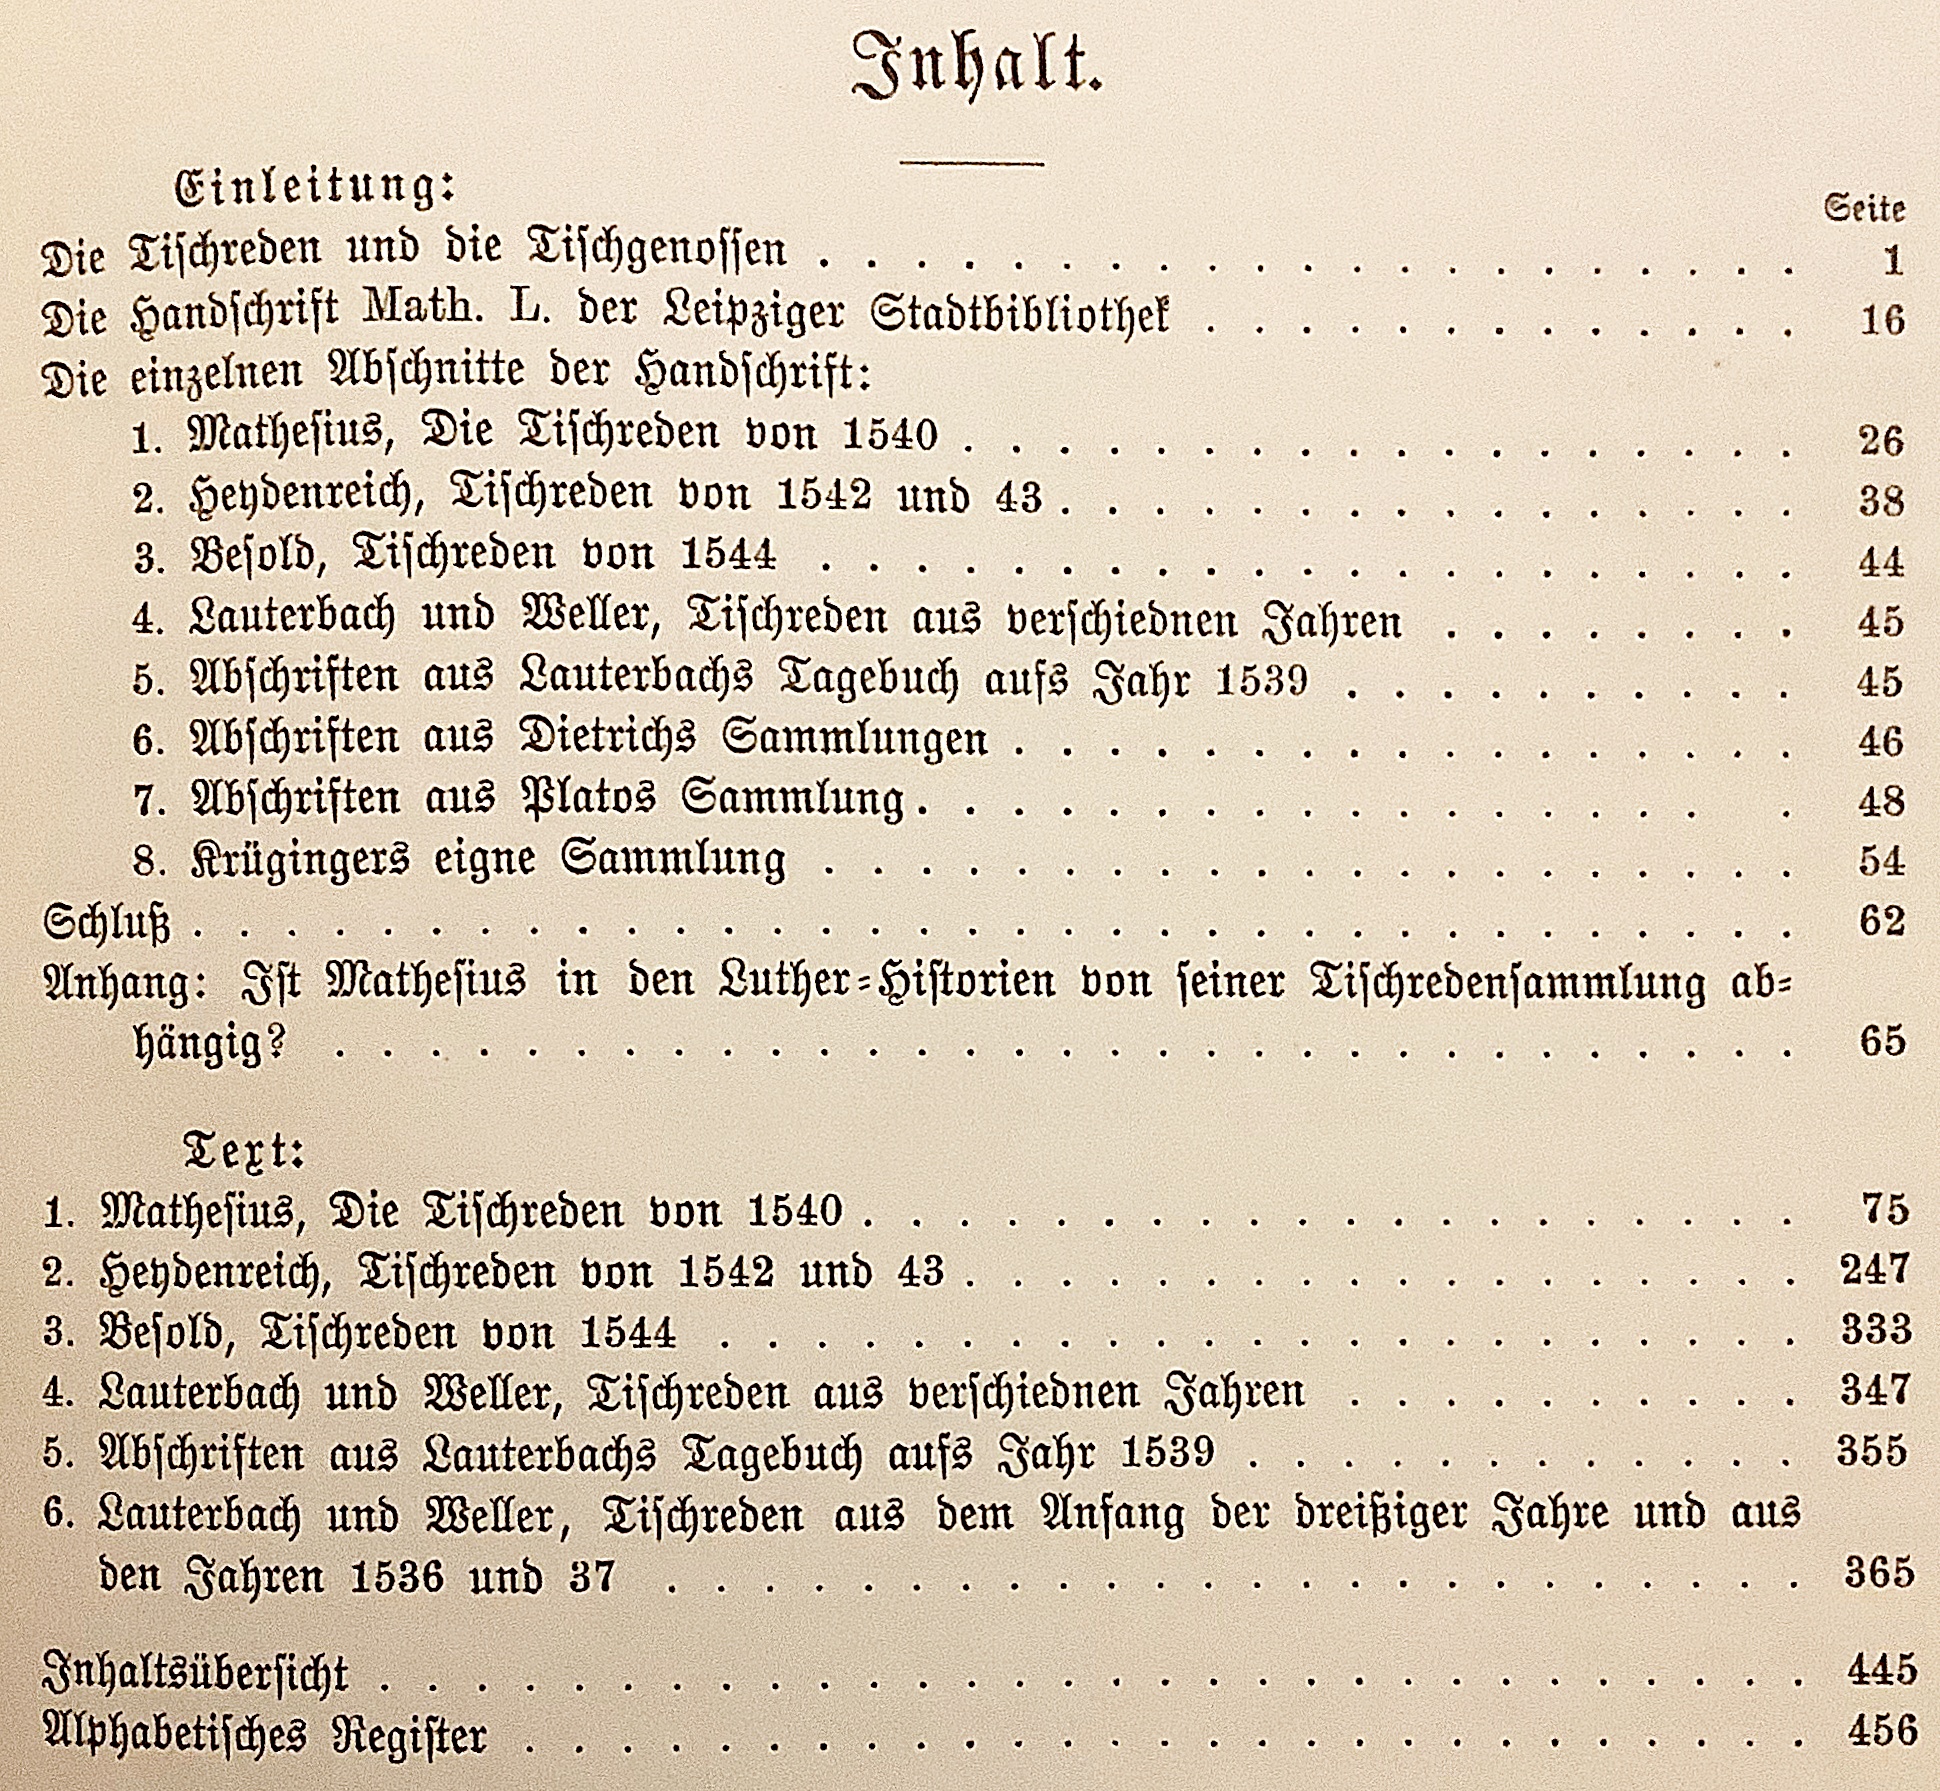 Inhalt.
Einleitung:
Seite
Die Tischreden und die Tischgenossen . . . . . . . . . . . . . . . . . . . . . 1
Die Handschrift Math. L. der Leipziger Stadtbibliothek . . . . . . . . . . . . . 16
Die einzelnen Abschnitte der Handschrift:
1. Mathesius, Die Tischreden von 1540 . . . . . . . . . . . . . . . . . . 26
2. Heydenreich, Tischreden von 1542 und 43 . . . . . . . . . . . . . . . . 38
3. Besold, Tischreden von 1544 . . . . . . . . . . . . . . . . . . . . . 44
4. Lauterbach und Weller, Tischreden aus verschiednen Jahren . . . . . . . . 45
5. Abschriften aus Lauterbachs Tagebuch aufs Jahr 1539 . . . . . . . . . . 45
6. Abschriften aus Dietrichs Sammlungen . . . . . . . . . . . . . . . . . 46
7. Abschriften aus Platos Sammlung . . . . . . . . . . . . . . . . . . 48
8. Krügingers eigne Sammlung . . . . . . . . . . . . . . . . . . . . . 54
Schluß . . . . . . . . . . . . . . . . . . . . . . . . . . . . . . . . . . 62
Anhang: Ist Mathesius in den Luther-Historien von seiner Tischredensammlung ab-
hängig? . . . . . . . . . . . . . . . . . . . . . . . . . . . . . . . 65
Text:
1. Mathesius, Die Tischreden von 1540 . . . . . . . . . . . . . . . . . . . . 75
2. Heydenreich, Tischreden von 1542 und 43 . . . . . . . . . . . . . . . . . . 247
3. Besold, Tischreden von 1544 . . . . . . . . . . . . . . . . . . . . . . . 333
4. Lauterbach und Weller, Tischreden aus verschiednen Jahren . . . . . . . . . . 347
5. Abschriften aus Lauterbachs Tagebuch aufs Jahr 1539 . . . . . . . . . . . . 355
6. Lauterbach und Weller, Tischreden aus dem Anfang der dreißiger Jahre und aus
den Jahren 1536 und 37 . . . . . . . . . . . . . . . . . . . . . . . . 365
Inhaltsübersicht . . . . . . . . . . . . . . . . . . . . . . . . . . . . . . 445
Alphabetisches Register . . . . . . . . . . . . . . . . . . . . . . . . . . . 456